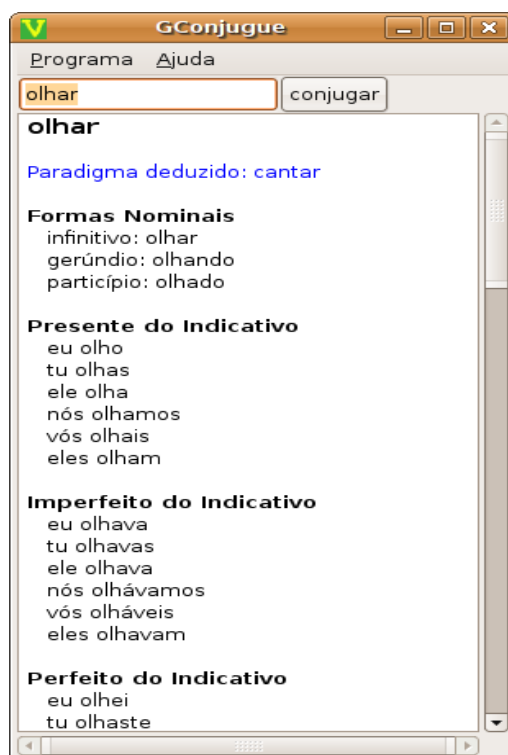 GConjugue
Programa Ajuda
olhar conjugar
olhar
Paradigma deduzido: cantar
Formas Nominais
infinitivo: olhar
gerúndio: olhando
particípio: olhado
Presente do Indicativo
eu olho
tu olhas
ele olha
nós olhamos
vós olhais
eles olham
Imperfeito do Indicativo
eu olhava
tu olhavas
ele olhava
nós olhávamos
vós olháveis
eles olhavam
Perfeito do Indicativo
eu olhei
tu olhaste